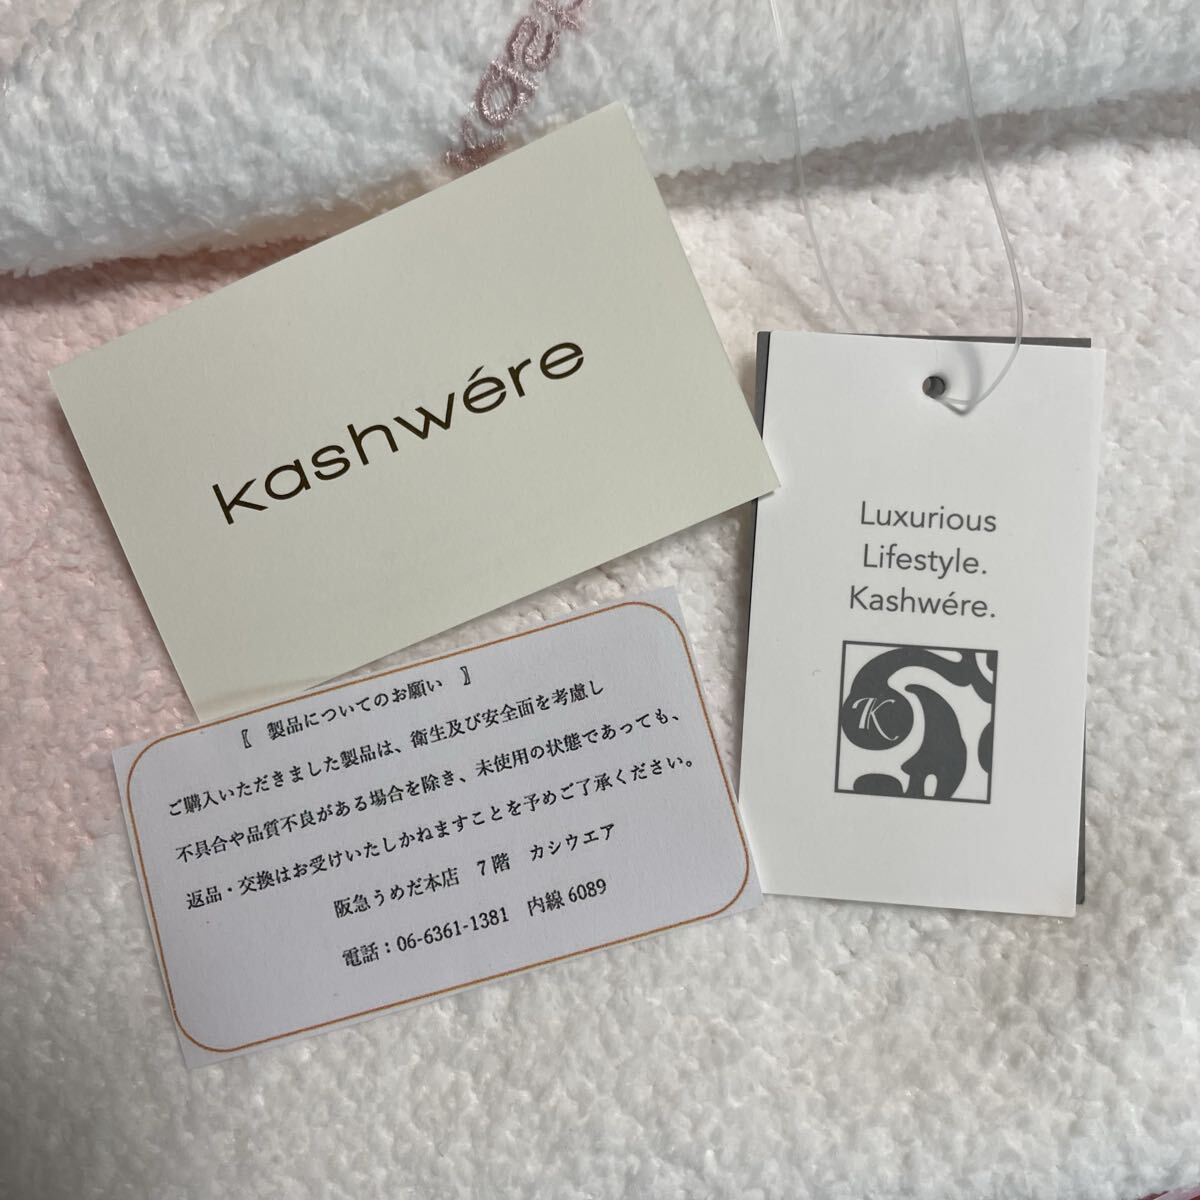 kashwére
Luxurious
Lifestyle.
Kashwére.
K
〖 製品についてのお願い 〗
ご購入いただきました製品は、衛生及び安全面を考慮し
不具合や品質不良がある場合を除き、未使用の状態であっても、
返品・交換はお受けいたしかねますことを予めご了承ください。
阪急うめだ本店 7階 カシウエア
電話：06-6361-1381 内線6089